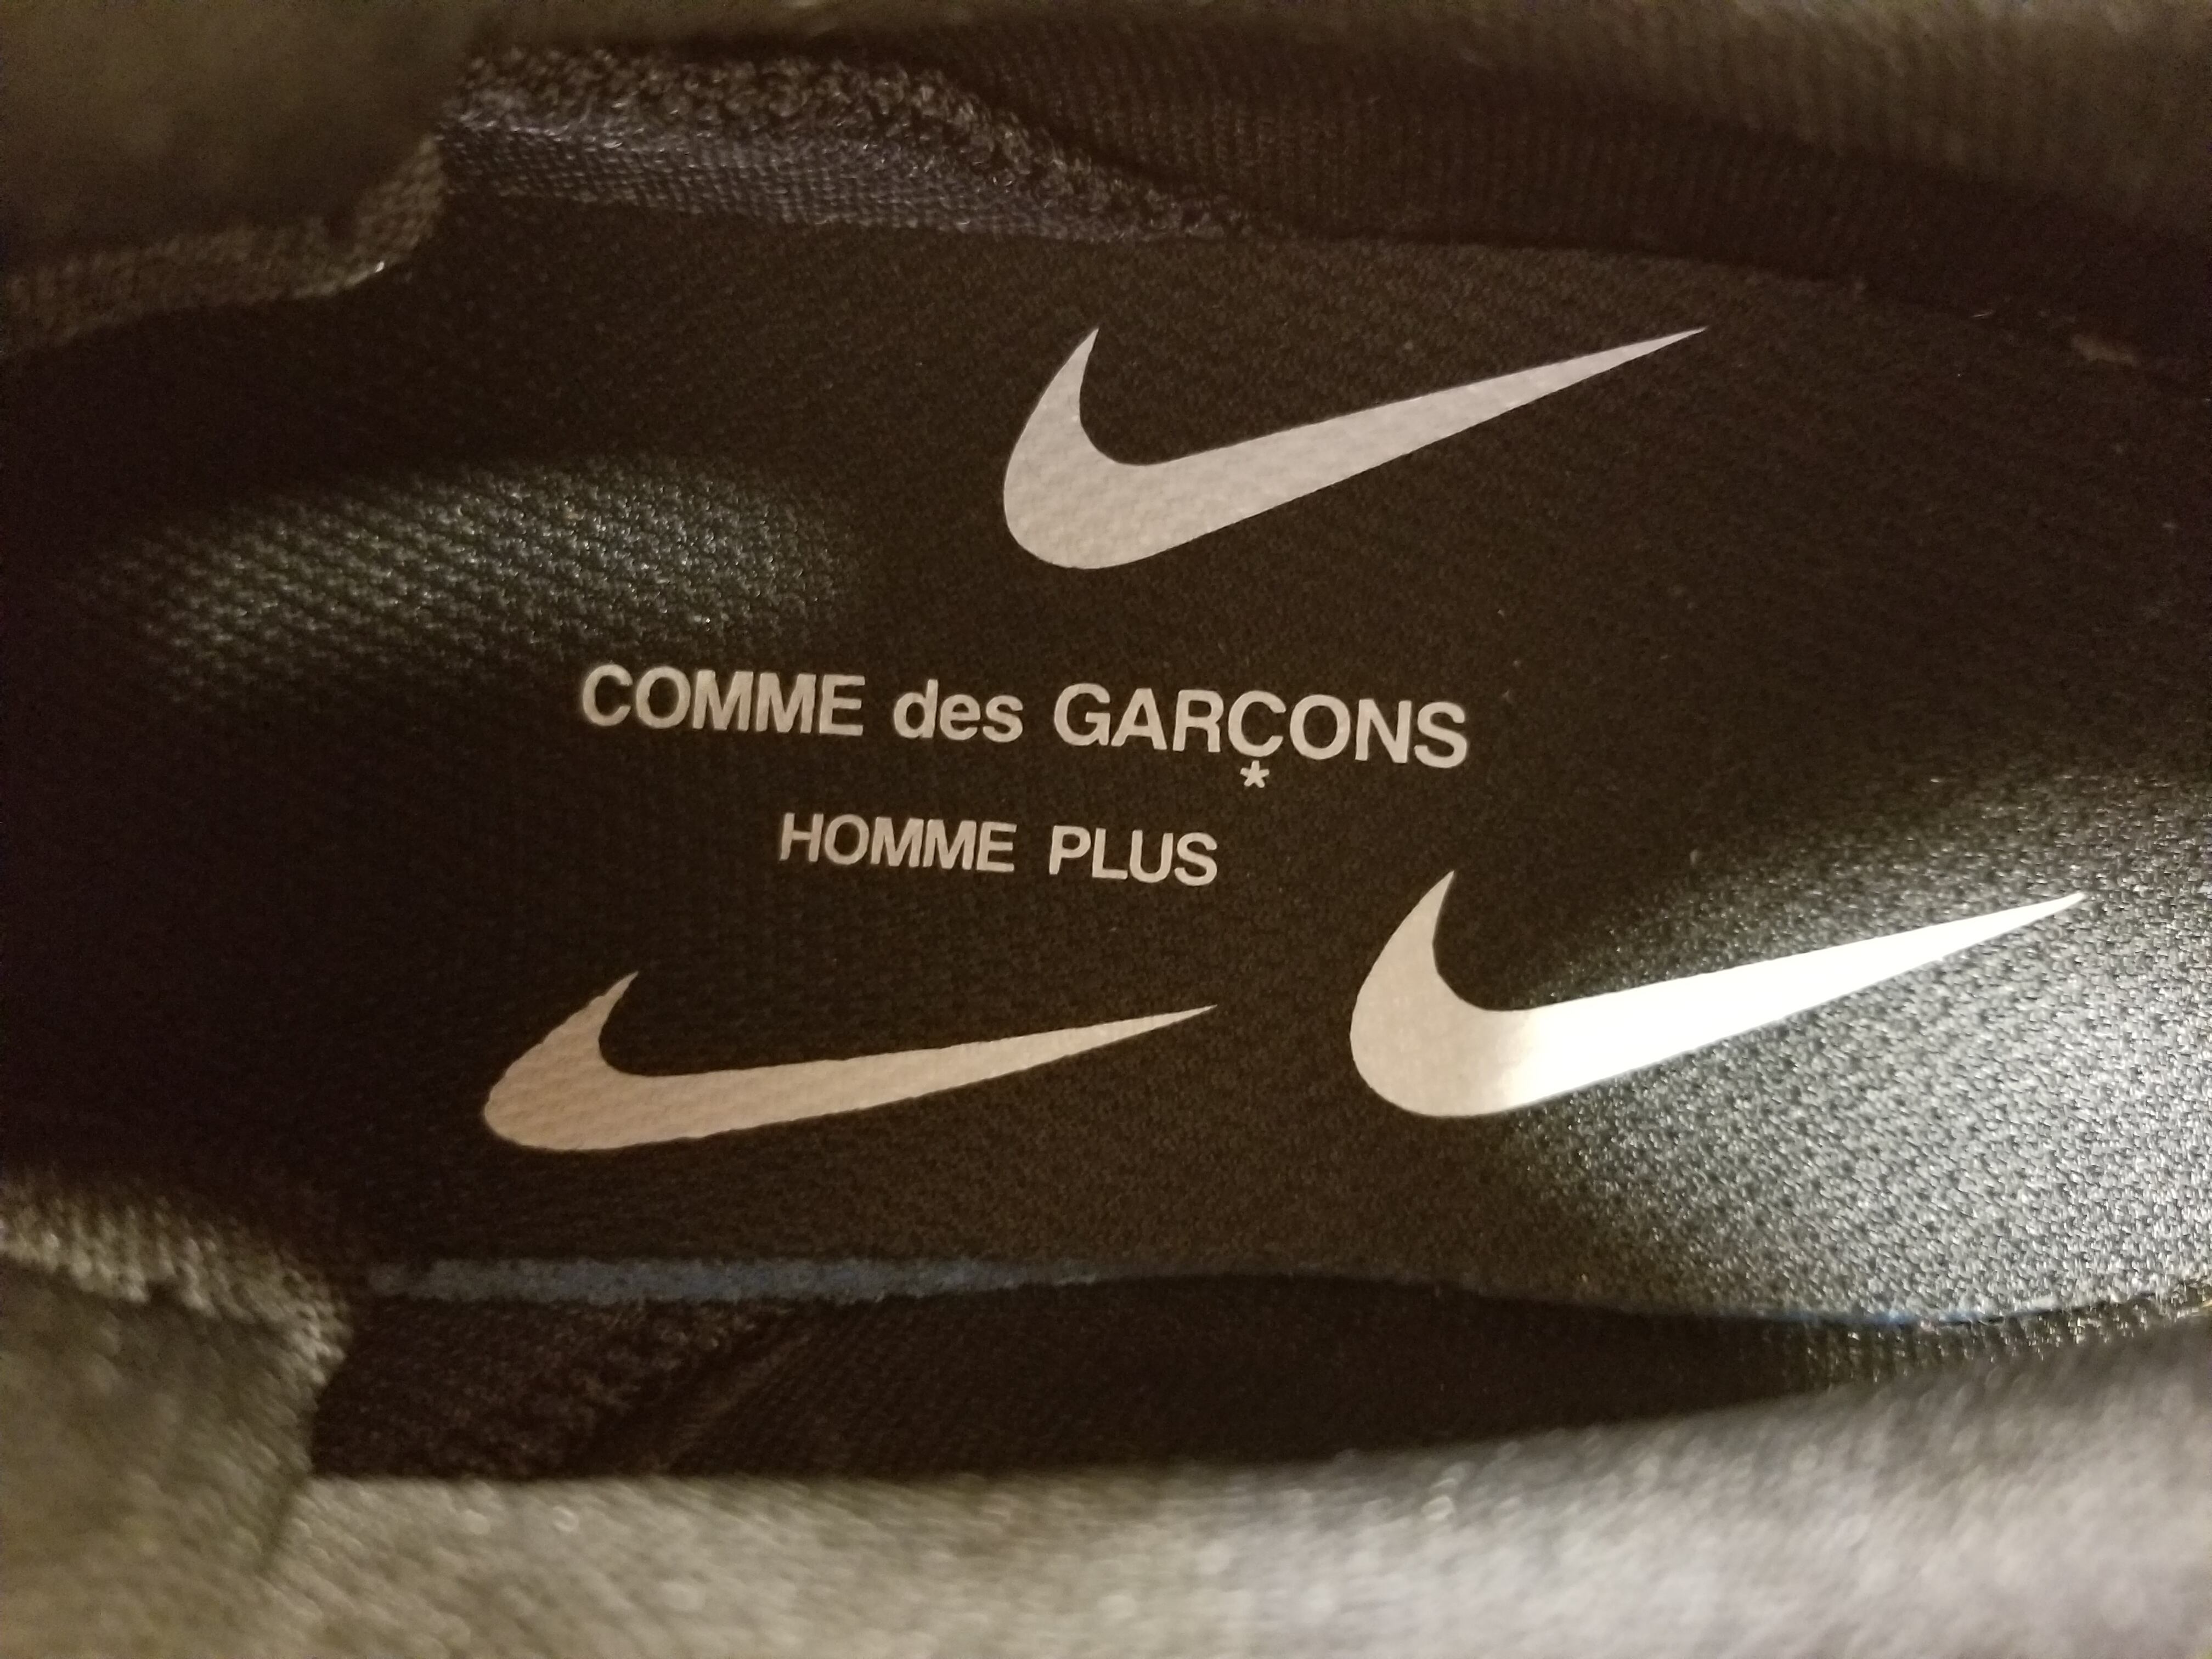 COMME des GARÇONS
*
HOMME PLUS